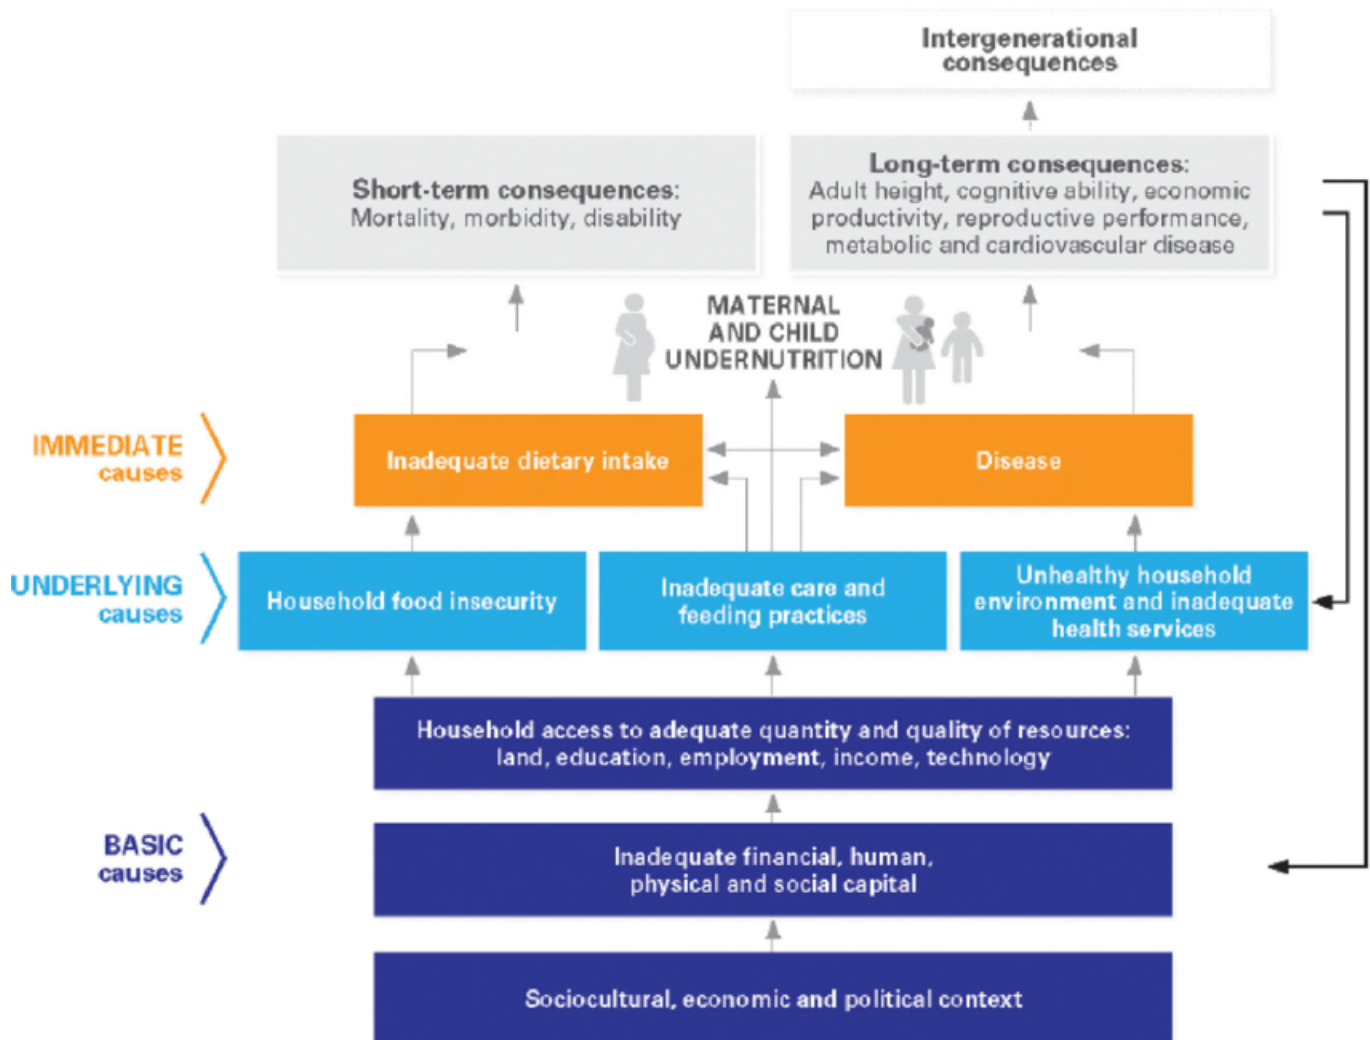 Intergenerational
consequences
Short-term consequences:
Mortality, morbidity, disability
Long-term consequences:
Adult height, cognitive ability, economic
productivity, reproductive performance,
metabolic and cardiovascular disease
MATERNAL
AND CHILD
UNDERNUTRITION
IMMEDIATE
causes
Inadequate dietary intake
Disease
UNDERLYING
causes
Household food insecurity
Inadequate care and
feeding practices
Unhealthy household
environment and inadequate
health services
Household access to adequate quantity and quality of resources:
land, education, employment, income, technology
BASIC
causes
Inadequate financial, human,
physical and social capital
Sociocultural, economic and political context